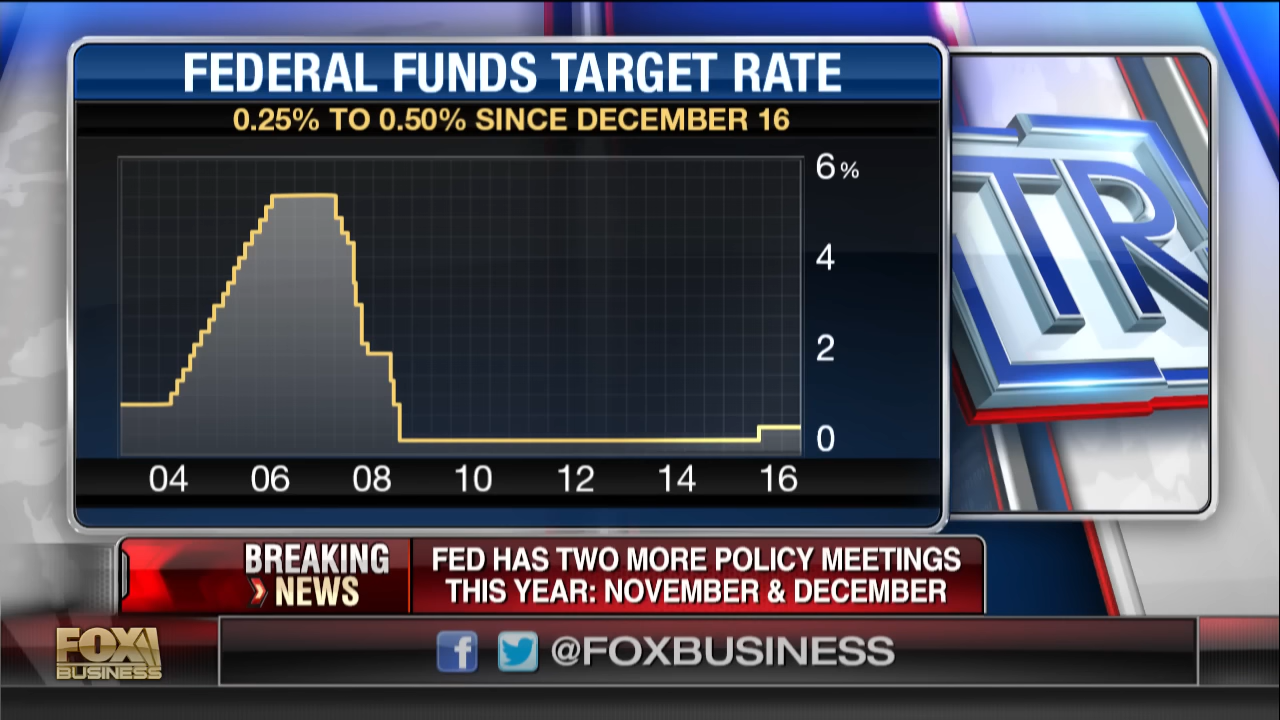 FEDERAL FUNDS TARGET RATE
0.25% TO 0.50% SINCE DECEMBER 16
6%
4
2
0
04 06 08 10 12 14 16
TR
BREAKING
NEWS
FED HAS TWO MORE POLICY MEETINGS
THIS YEAR: NOVEMBER & DECEMBER
FOX
BUSINESS
f @FOXBUSINESS